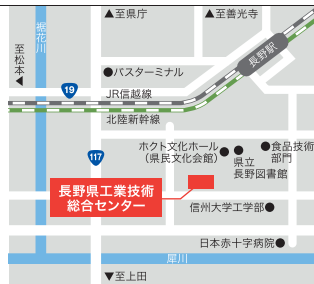 ▲至県庁
▲至善光寺
裾花川
至松本▲
長野駅
●バスターミナル
19
JR信越線
北陸新幹線
117
ホクト文化ホール●
(県民文化会館)
●県立
長野図書館
●食品技術
部門
長野県工業技術
総合センター
信州大学工学部●
日本赤十字病院●
犀川
▼至上田